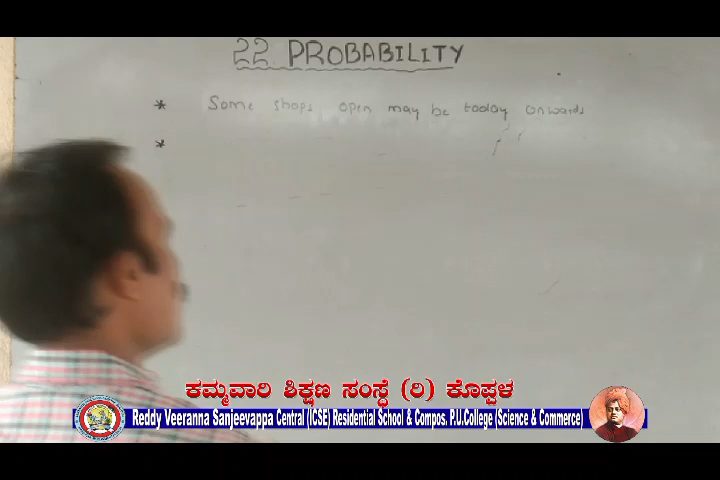 22 PROBABILITY
* Some shops open may be today onwards
*
ಕಮ್ಮವಾರಿ ಶಿಕ್ಷಣ ಸಂಸ್ಥೆ (ರಿ) ಕೊಪ್ಪಳ
Reddy Veeranna Sanjeevappa Central (ICSE) Residential School & Compos. P.U.College (Science & Commerce)